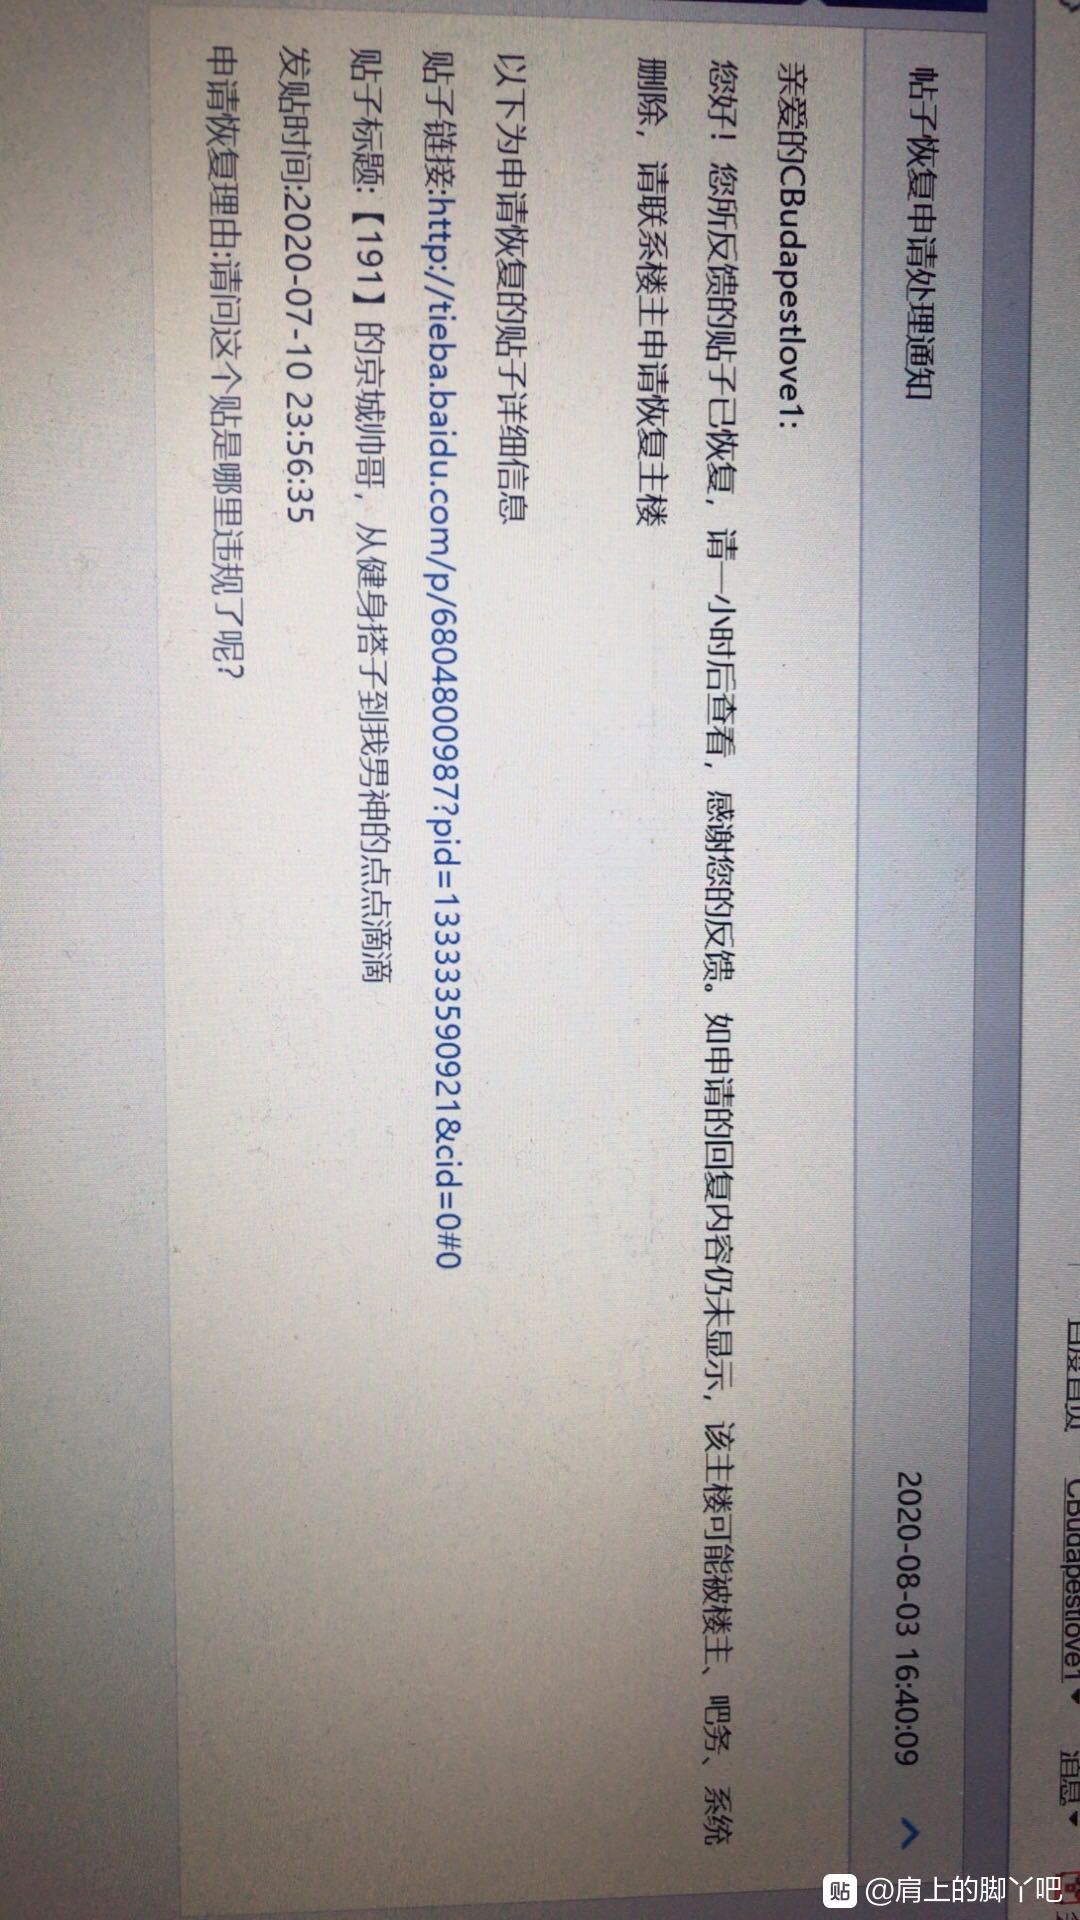 百度首页 CBudapestlove1 消息
帖子恢复申请处理通知 2020-08-03 16:40:09
亲爱的CBudapestlove1:
您好！您所反馈的贴子已恢复，请一小时后查看，感谢您的反馈。如申请的回复内容仍未显示，该主楼可能被楼主、吧务、系统
删除，请联系楼主申请恢复主楼
以下为申请恢复的贴子详细信息
贴子链接:http://tieba.baidu.com/p/6804800987?pid=133333590921&cid=0#0
贴子标题:【191】的京城帅哥，从健身搭子到我男神的点点滴滴
发贴时间:2020-07-10 23:56:35
申请恢复理由:请问这个贴是哪里违规了呢?
贴 @肩上的脚丫吧